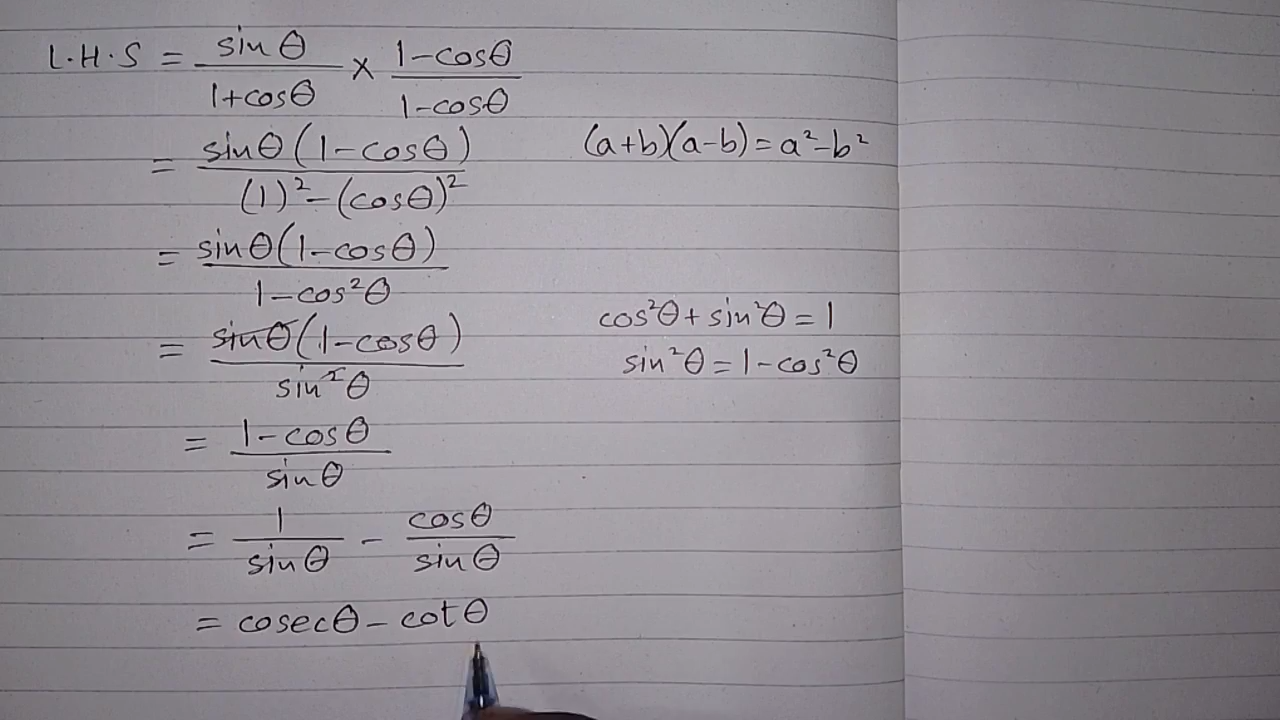 L.H.S = sinθ/(1+cosθ) × (1-cosθ)/(1-cosθ)
= sinθ(1-cosθ)/((1)²-(cosθ)²)
(a+b)(a-b) = a²-b²
= sinθ(1-cosθ)/(1-cos²θ)
= sinθ(1-cosθ)/sin²θ
cos²θ + sin²θ = 1
sin²θ = 1-cos²θ
= (1-cosθ)/sinθ
= 1/sinθ - cosθ/sinθ
= cosecθ - cotθ